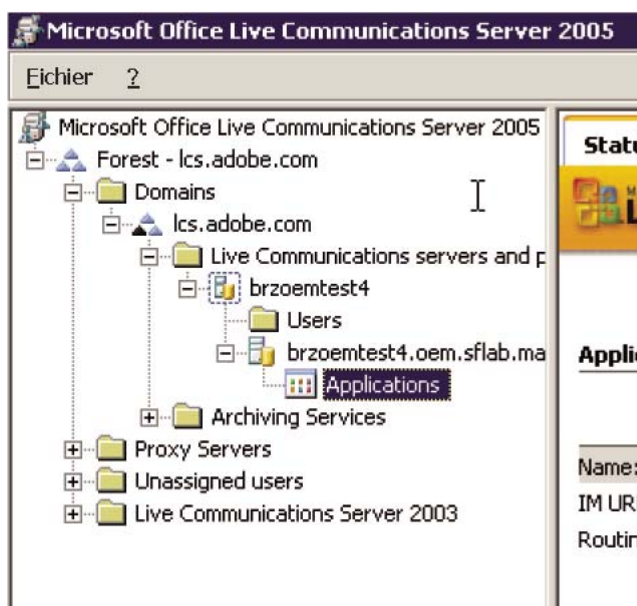 Microsoft Office Live Communications Server 2005
Eichier ?
Microsoft Office Live Communications Server 2005
Forest - lcs.adobe.com
Domains
lcs.adobe.com
Live Communications servers and
brzoemtest4
Users
brzoemtest4.oem.sflab.ma
Applications
Archiving Services
Proxy Servers
Unassigned users
Live Communications Server 2003
Statu
Applic
Name:
IM UR
Routin